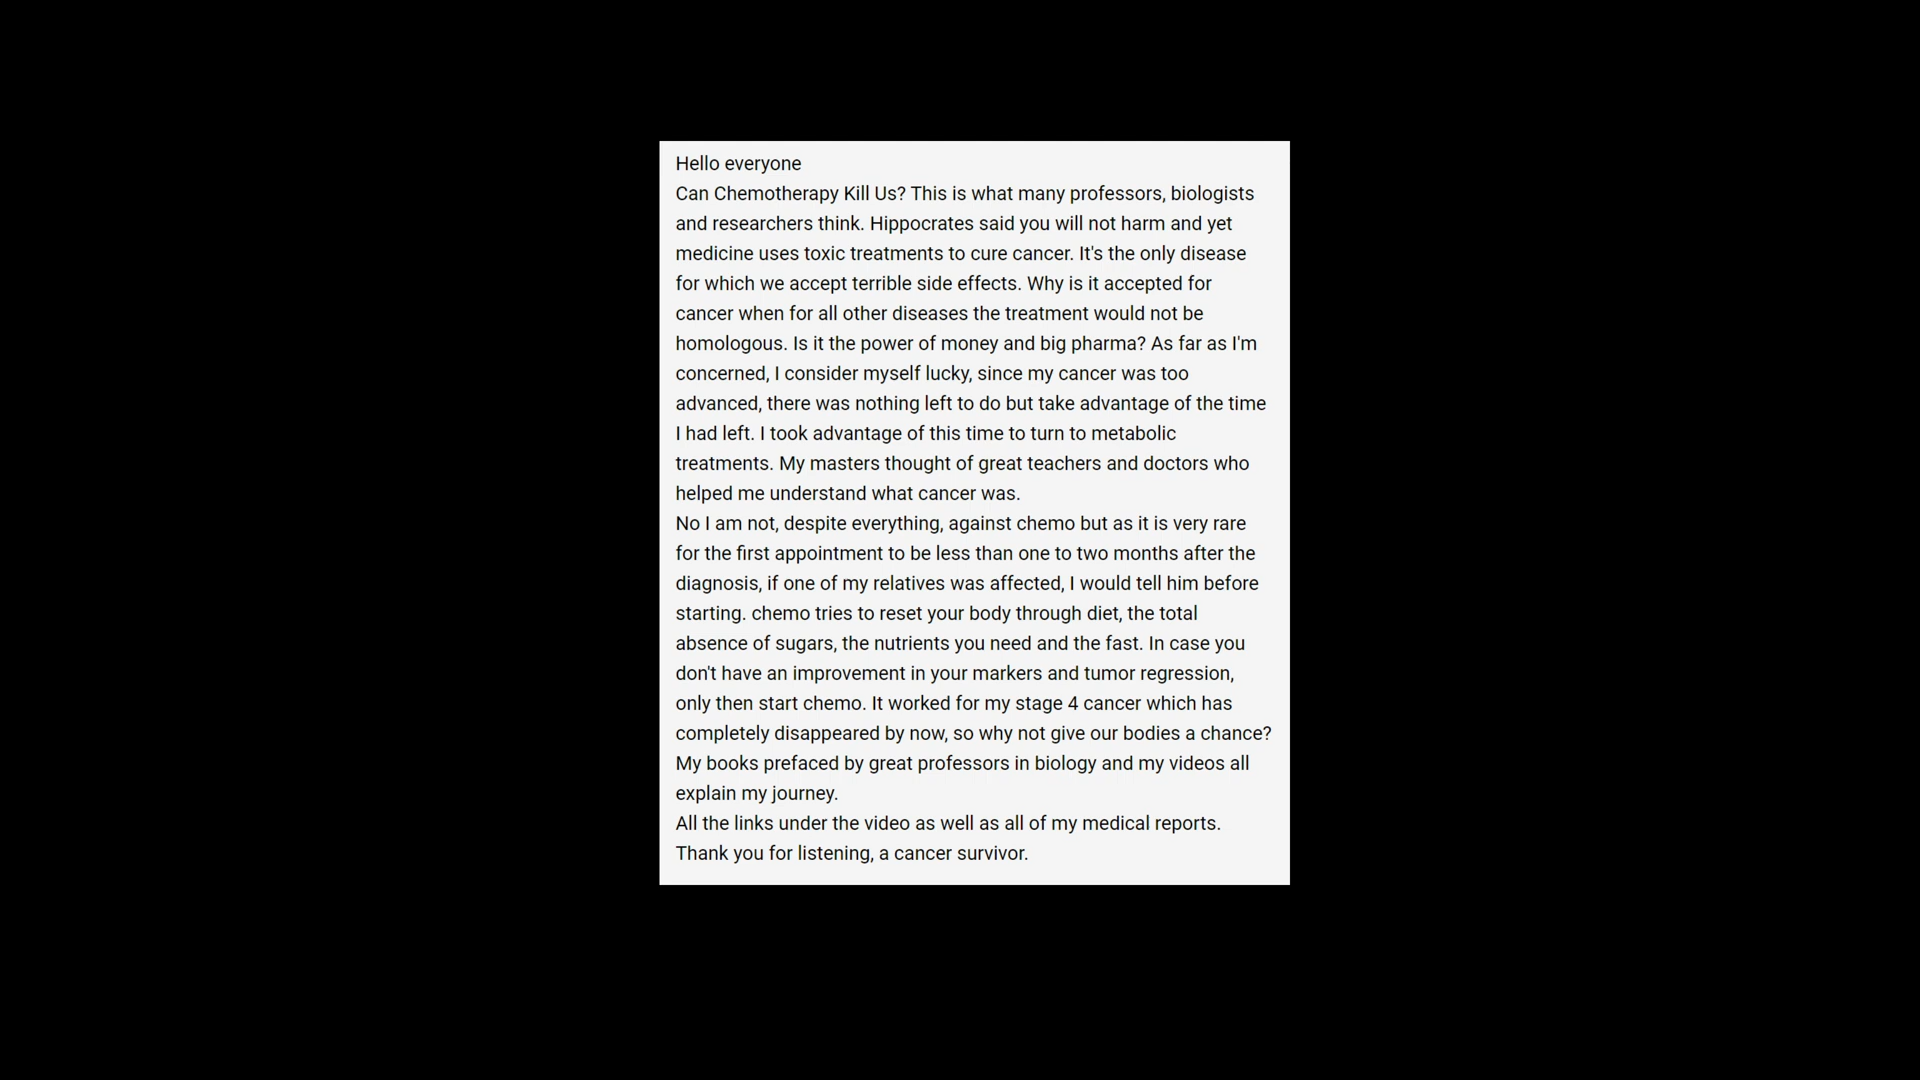 Hello everyone
Can Chemotherapy Kill Us? This is what many professors, biologists
and researchers think. Hippocrates said you will not harm and yet
medicine uses toxic treatments to cure cancer. It's the only disease
for which we accept terrible side effects. Why is it accepted for
cancer when for all other diseases the treatment would not be
homologous. Is it the power of money and big pharma? As far as I'm
concerned, I consider myself lucky, since my cancer was too
advanced, there was nothing left to do but take advantage of the time
I had left. I took advantage of this time to turn to metabolic
treatments. My masters thought of great teachers and doctors who
helped me understand what cancer was.
No I am not, despite everything, against chemo but as it is very rare
for the first appointment to be less than one to two months after the
diagnosis, if one of my relatives was affected, I would tell him before
starting. chemo tries to reset your body through diet, the total
absence of sugars, the nutrients you need and the fast. In case you
don't have an improvement in your markers and tumor regression,
only then start chemo. It worked for my stage 4 cancer which has
completely disappeared by now, so why not give our bodies a chance?
My books prefaced by great professors in biology and my videos all
explain my journey.
All the links under the video as well as all of my medical reports.
Thank you for listening, a cancer survivor.